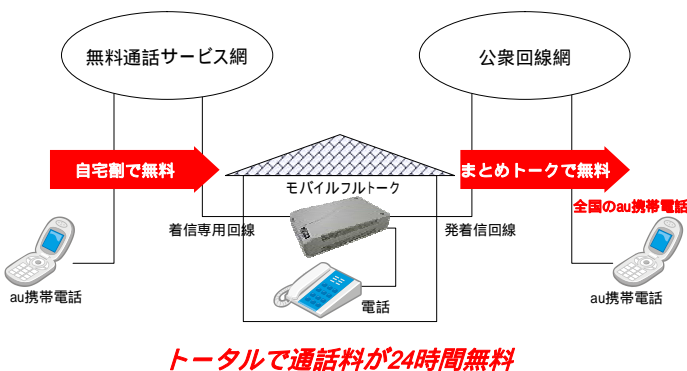 無料通話サービス網
公衆回線網
自宅割で無料
まとめトークで無料
モバイルフルトーク
全国のau携帯電話
着信専用回線
発着信回線
au携帯電話
電話
au携帯電話
トータルで通話料が24時間無料